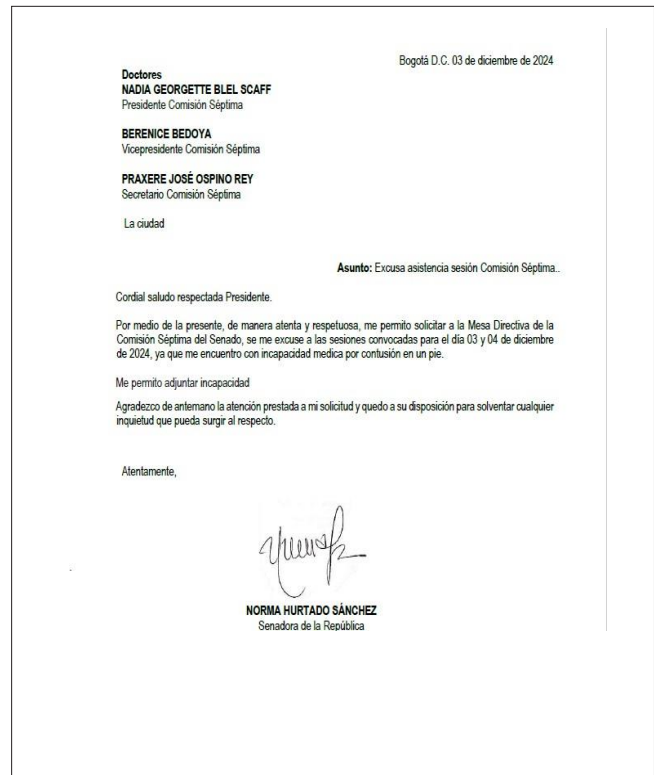 Bogotá D.C. 03 de diciembre de 2024
Doctores
NADIA GEORGETTE BLEL SCAFF
Presidente Comisión Séptima
BERENICE BEDOYA
Vicepresidente Comisión Séptima
PRAXERE JOSÉ OSPINO REY
Secretario Comisión Séptima
La ciudad
Asunto: Excusa asistencia sesión Comisión Séptima..
Cordial saludo respectada Presidente.
Por medio de la presente, de manera atenta y respetuosa, me permito solicitar a la Mesa Directiva de la
Comisión Séptima del Senado, se me excuse a las sesiones convocadas para el día 03 y 04 de diciembre
de 2024, ya que me encuentro con incapacidad medica por contusión en un pie.
Me permito adjuntar incapacidad
Agradezco de antemano la atención prestada a mi solicitud y quedo a su disposición para solventar cualquier
inquietud que pueda surgir al respecto.
Atentamente,
NORMA HURTADO SÁNCHEZ
Senadora de la República